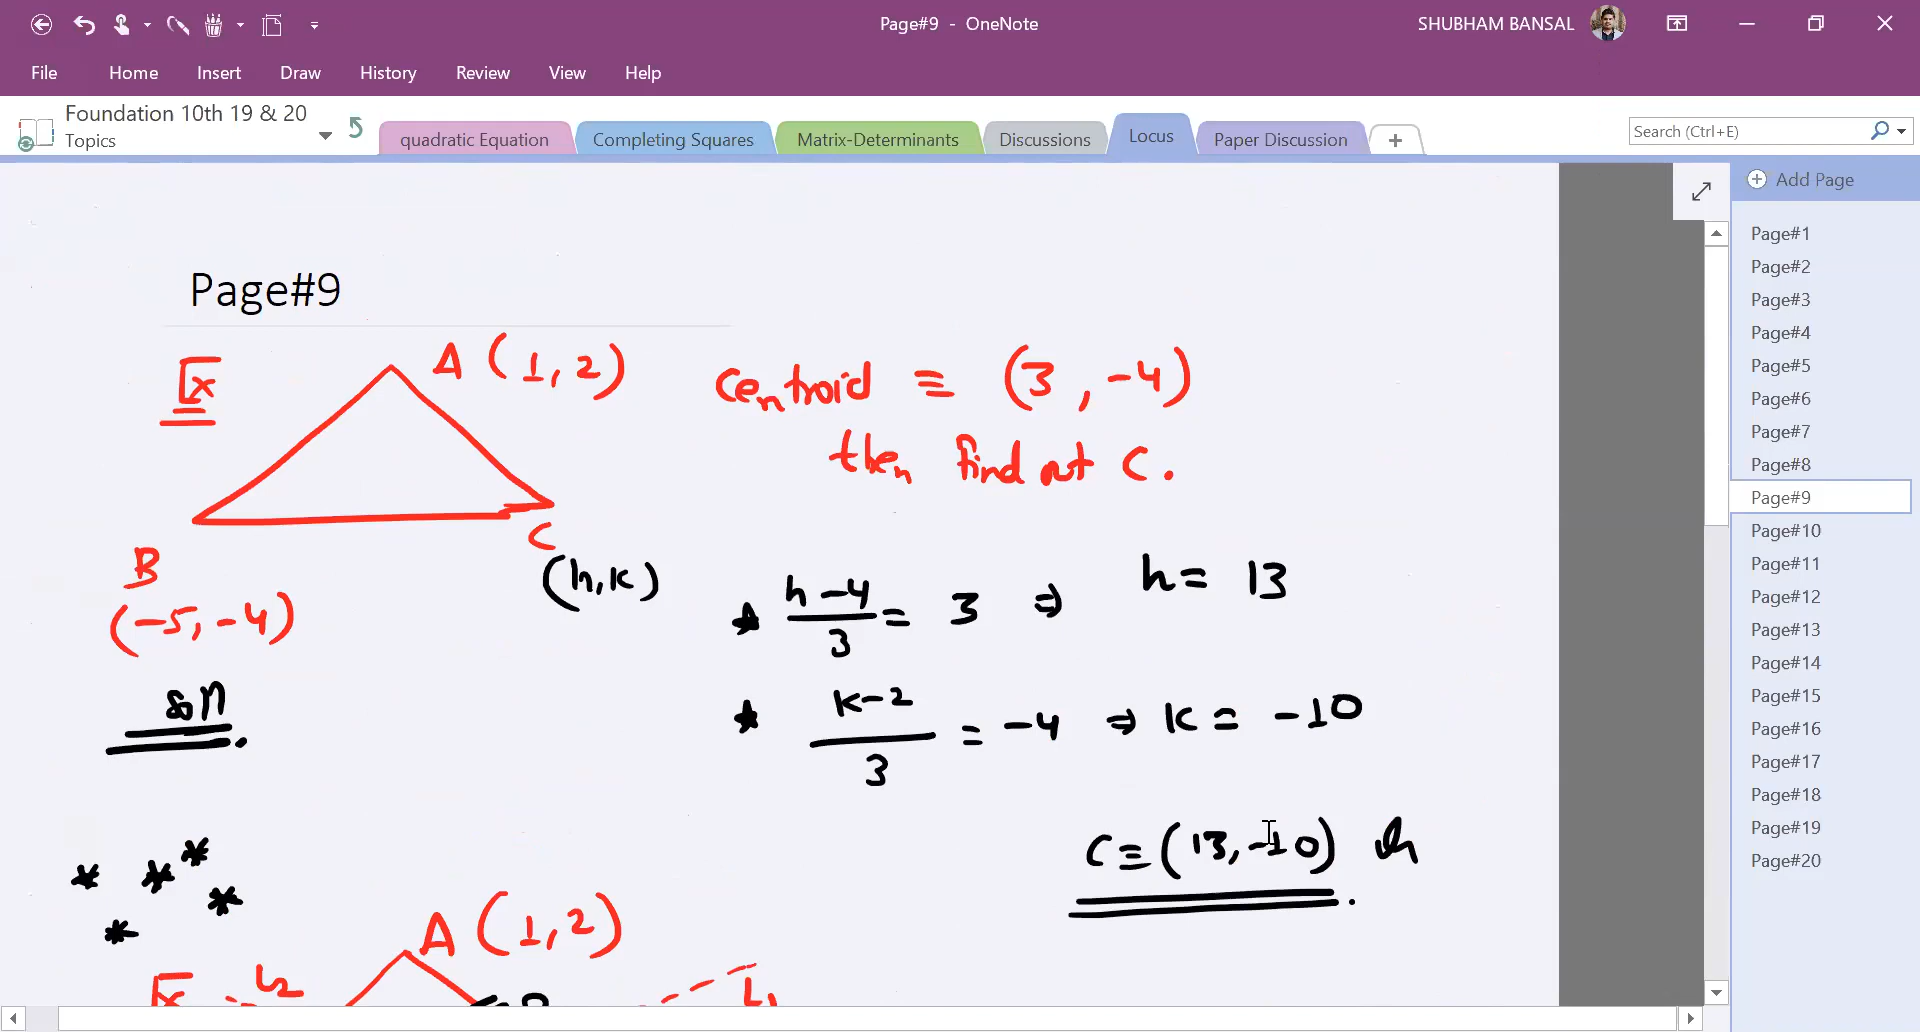 Page#9 - OneNote
SHUBHAM BANSAL
File Home Insert Draw History Review View Help
Foundation 10th 19 & 20
Topics
quadratic Equation
Completing Squares
Matrix-Determinants
Discussions
Locus
Paper Discussion
Search (Ctrl+E)
Add Page
Page#1
Page#2
Page#3
Page#4
Page#5
Page#6
Page#7
Page#8
Page#9
Page#10
Page#11
Page#12
Page#13
Page#14
Page#15
Page#16
Page#17
Page#18
Page#19
Page#20
Page#9
Ex
A (1, 2)
centroid ≡ (3, -4)
then find out C.
B
(-5, -4)
C
(h, k)
* h-4/3 = 3 ⇒ h = 13
* k-2/3 = -4 ⇒ k = -10
sol^n
C ≡ (13, -10)
A (1, 2)
Ex
L2
L1